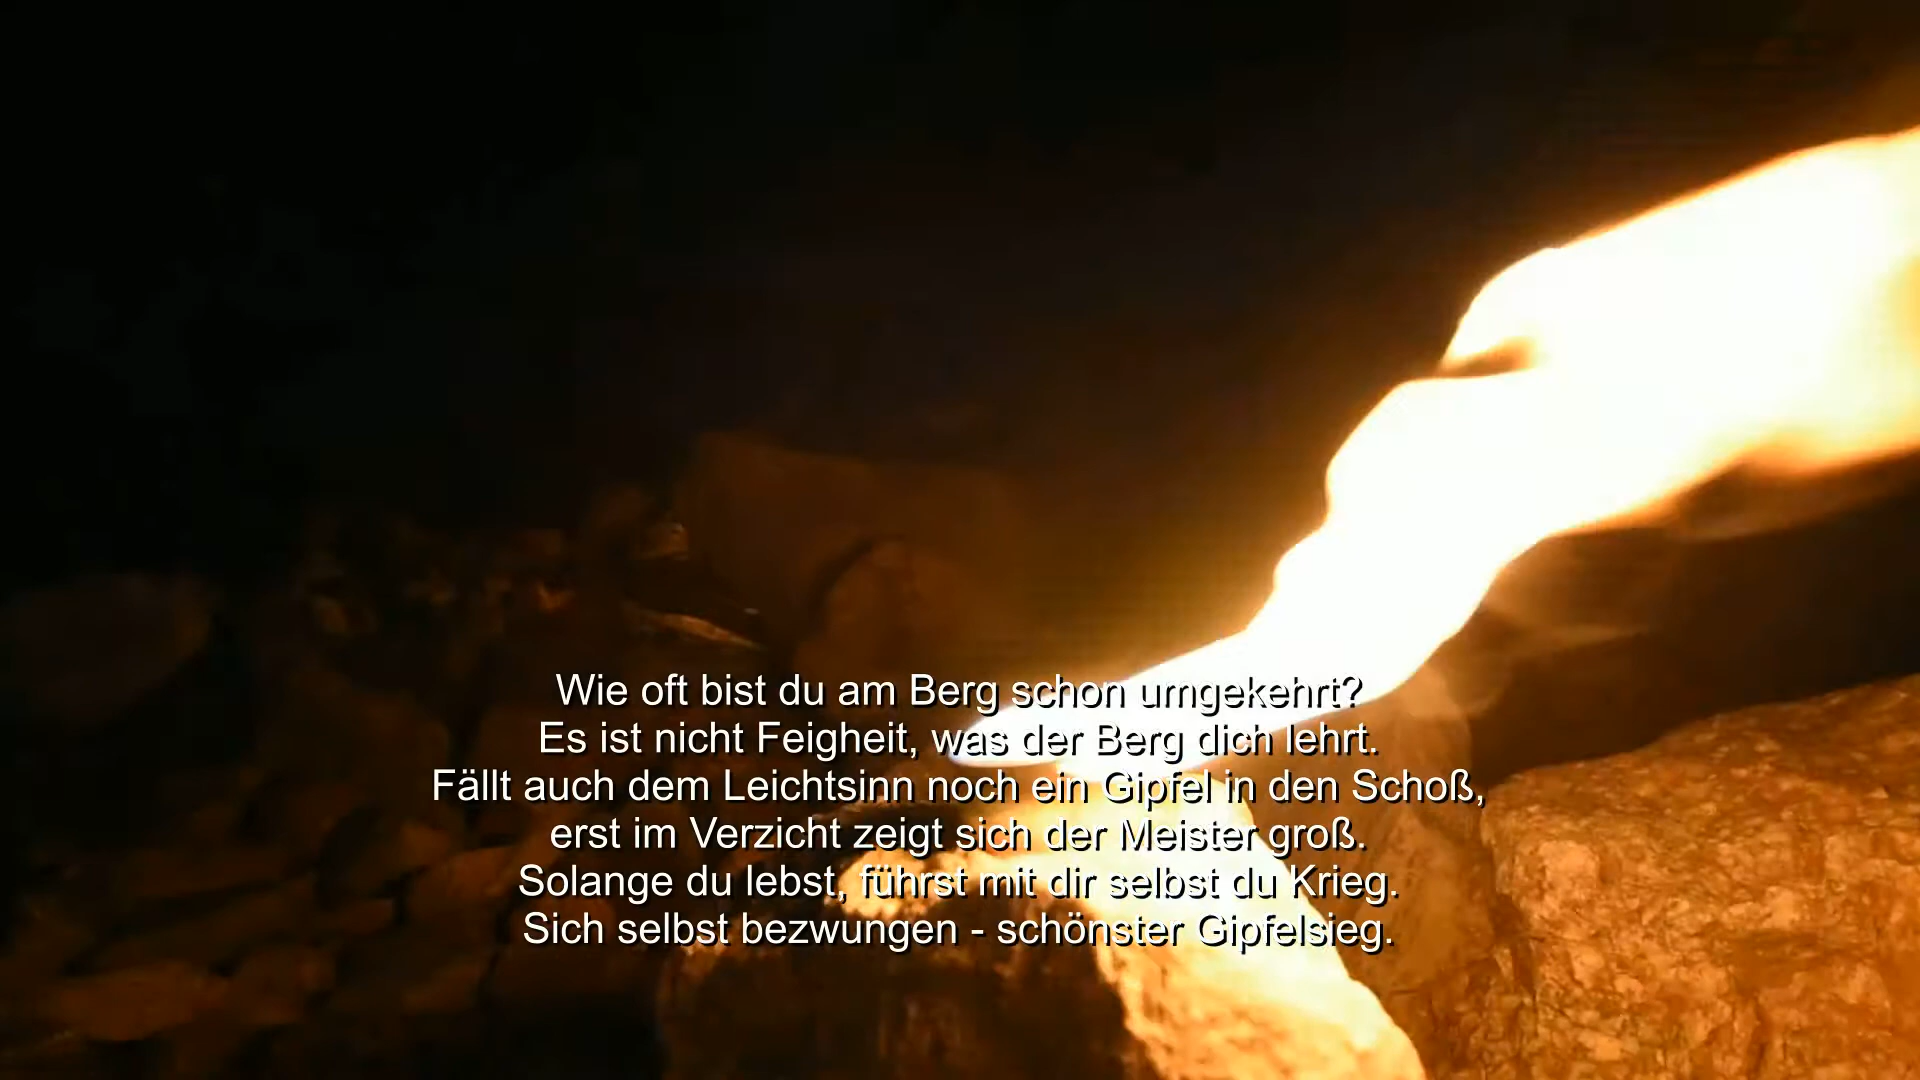 Wie oft bist du am Berg schon umgekehrt?
Es ist nicht Feigheit, was der Berg dich lehrt.
Fällt auch dem Leichtsinn noch ein Gipfel in den Schoß,
erst im Verzicht zeigt sich der Meister groß.
Solange du lebst, führst mit dir selbst du Krieg.
Sich selbst bezwungen - schönster Gipfelsieg.